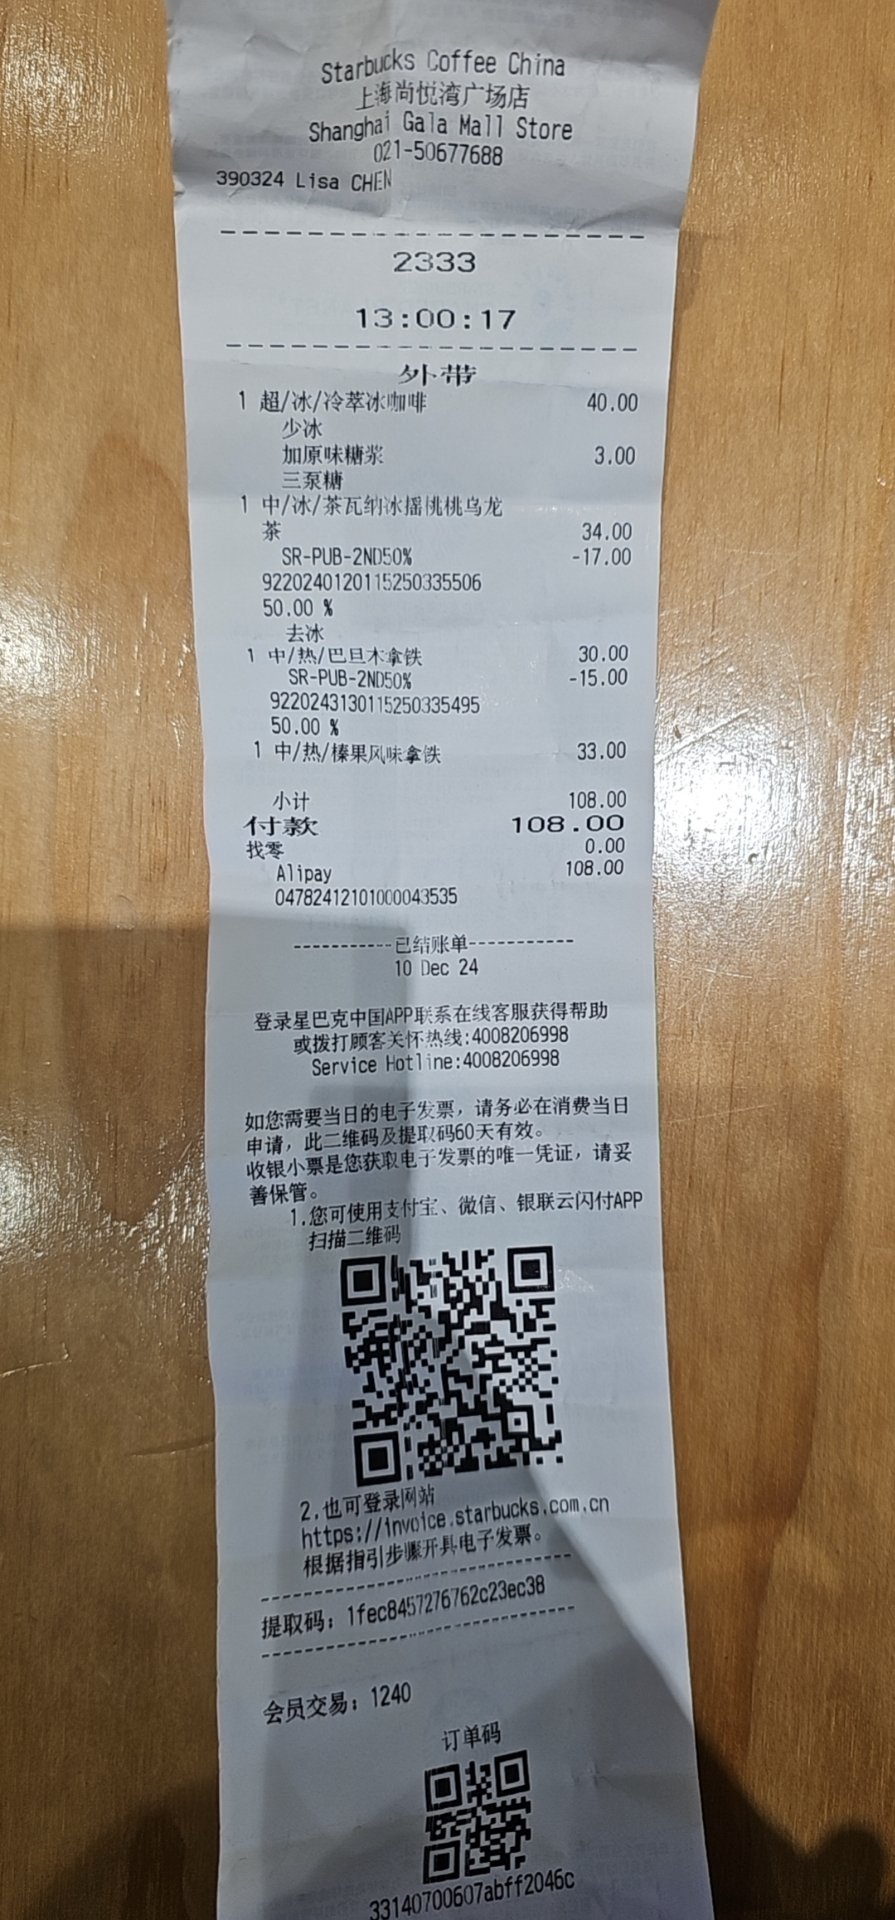 Starbucks Coffee China
上海尚悦湾广场店
Shanghai Gala Mall Store
021-50677688
390324 Lisa CHEN
2333
13:00:17
外带
1 超/冰/冷萃冰咖啡 40.00
少冰
加原味糖浆 3.00
三泵糖
1 中/冰/茶瓦纳冰摇桃桃乌龙
茶 34.00
SR-PUB-2ND50% -17.00
9220240120115250335506
50.00 %
去冰
1 中/热/巴旦木拿铁 30.00
SR-PUB-2ND50% -15.00
9220243130115250335495
50.00 %
1 中/热/榛果风味拿铁 33.00
小计 108.00
付款 108.00
找零 0.00
Alipay 108.00
04782412101000043535
-----------已结账单-----------
10 Dec 24
登录星巴克中国APP联系在线客服获得帮助
或拨打顾客关怀热线:4008206998
Service Hotline:4008206998
如您需要当日的电子发票，请务必在消费当日
申请，此二维码及提取码60天有效。
收银小票是您获取电子发票的唯一凭证，请妥
善保管。
1.您可使用支付宝、微信、银联云闪付APP
扫描二维码
2.也可登录网站
https://invoice.starbucks.com.cn
根据指引步骤开具电子发票。
提取码：1fec8457276762c23ec38
会员交易：1240
订单码
33140700607abff2046c